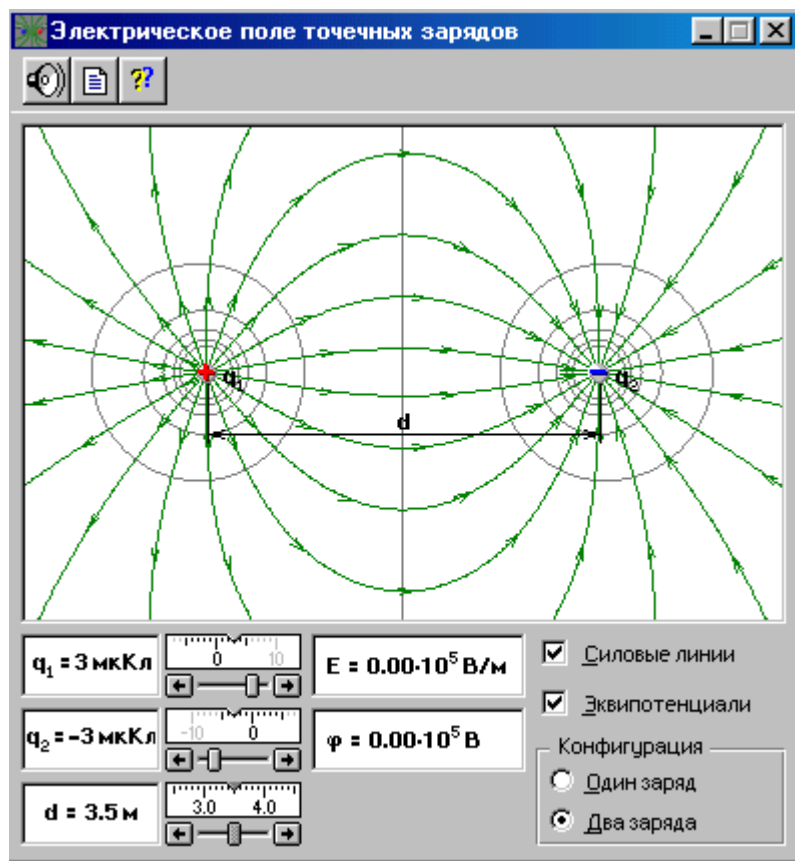 Электрическое поле точечных зарядов
??
+ −
q1 q2
d
q1 = 3 мкКл
0 10
E = 0.00·10⁵ В/м
Силовые линии
q2 = −3 мкКл
-10 0
φ = 0.00·10⁵ В
Эквипотенциали
Конфигурация
Один заряд
d = 3.5 м
3.0 4.0
Два заряда